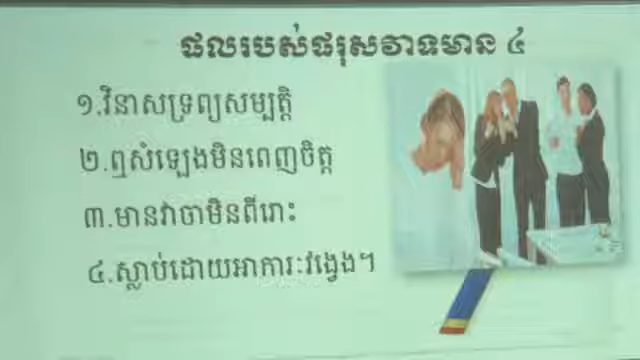 ផលរបស់ផរុសវាទមាន ៤
១.វិនាសទ្រព្យសម្បត្តិ
២.ឮសំឡេងមិនពេញចិត្ត
៣.មានវាចាមិនពីរោះ
៤.ស្លាប់ដោយអាការៈវង្វេង។